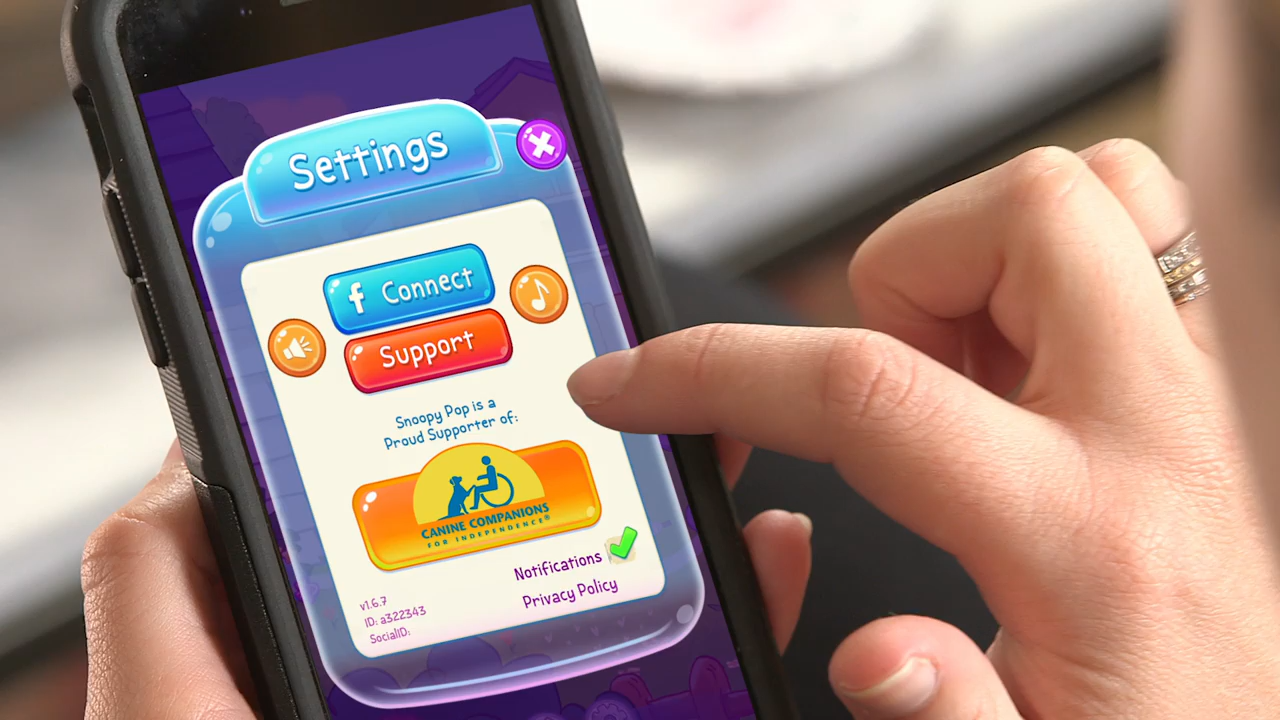 Settings
f Connect
Support
Snoopy Pop is a
Proud Supporter of:
CANINE COMPANIONS
FOR INDEPENDENCE®
Notifications
Privacy Policy
v1.6.7
ID: a322343
SocialID: